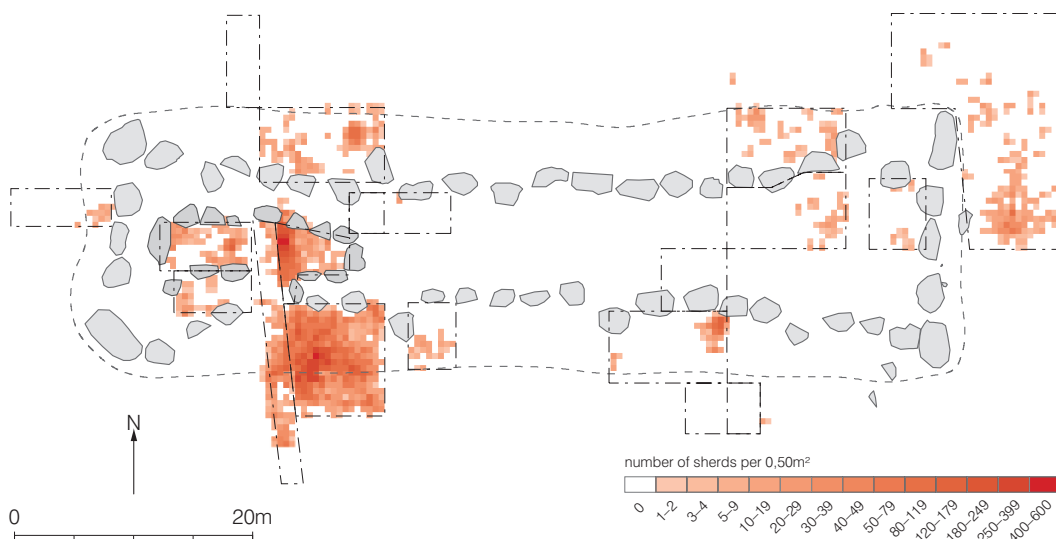 N
0 20m
number of sherds per 0,50m²
0 1–2 3–4 5–9 10–19 20–29 30–39 40–49 50–79 80–119 120–179 180–249 250–399 400–600